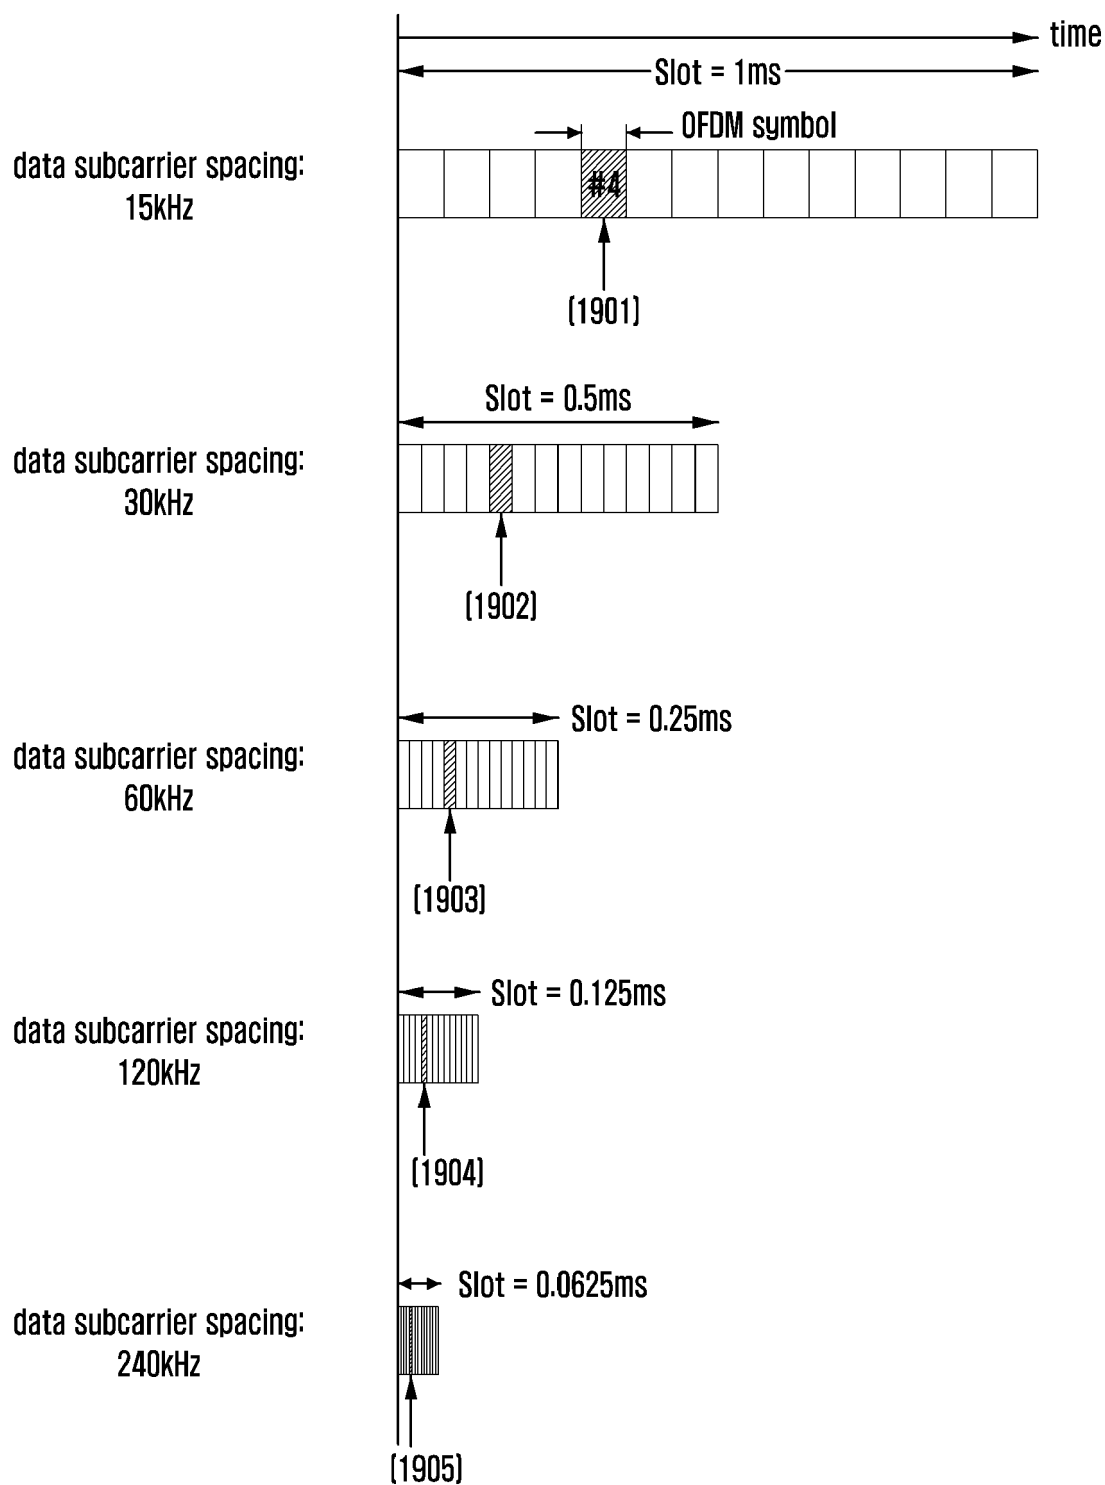 time
Slot = 1ms
OFDM symbol
data subcarrier spacing:
15kHz
#4
(1901)
Slot = 0.5ms
data subcarrier spacing:
30kHz
(1902)
Slot = 0.25ms
data subcarrier spacing:
60kHz
(1903)
Slot = 0.125ms
data subcarrier spacing:
120kHz
(1904)
Slot = 0.0625ms
data subcarrier spacing:
240kHz
(1905)